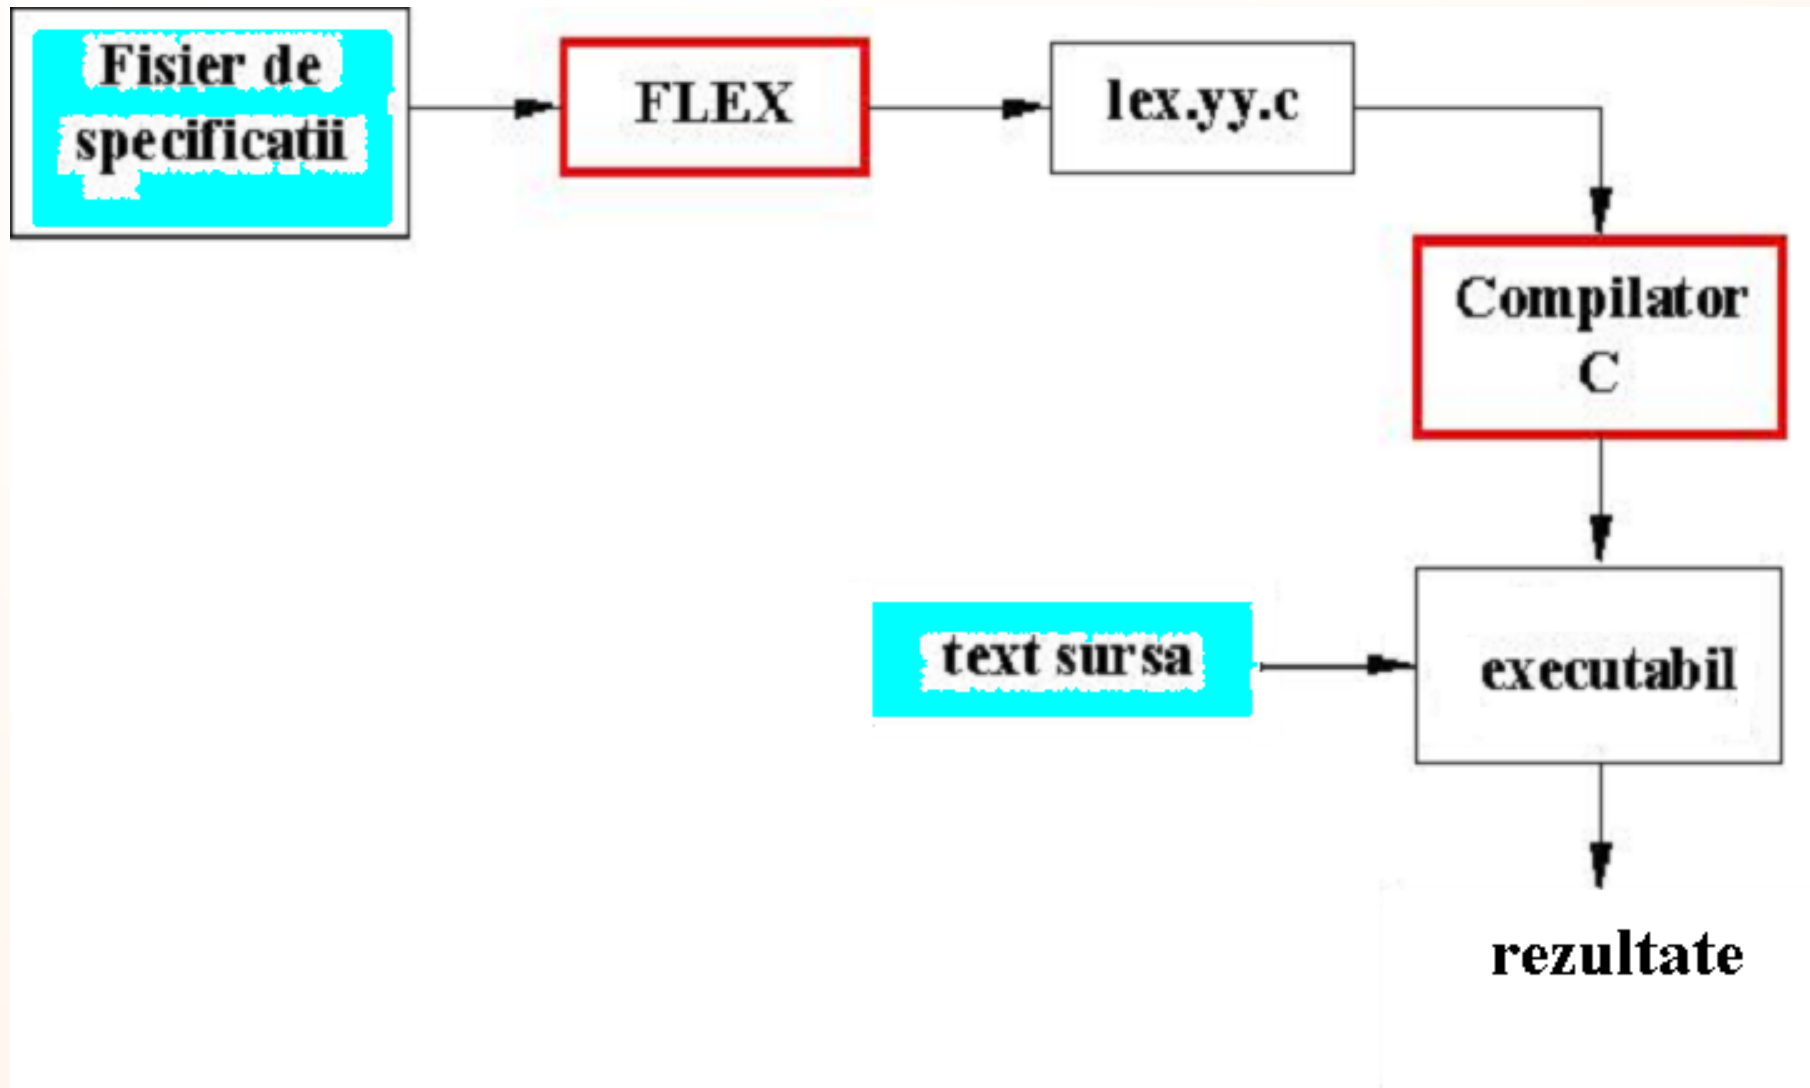 Fisier de
specificatii
FLEX
lex.yy.c
Compilator
C
text sursa
executabil
rezultate